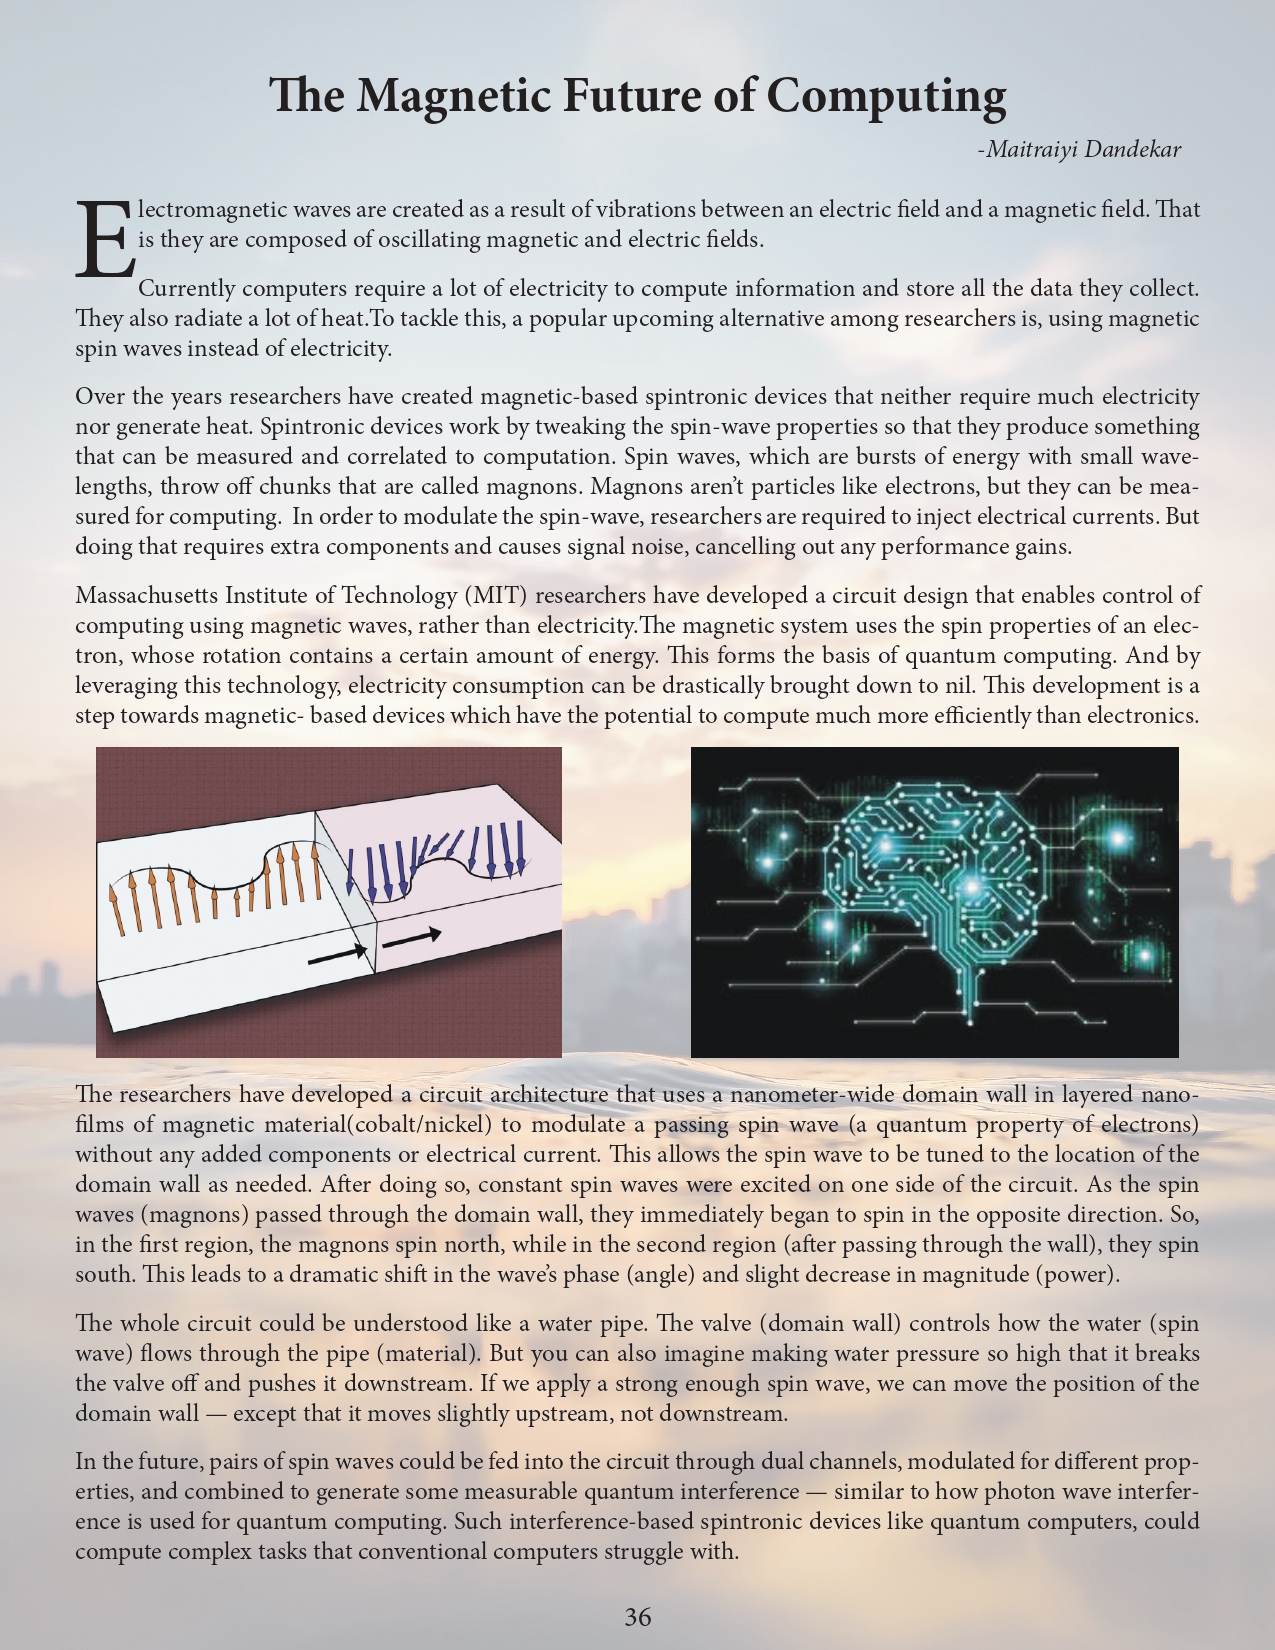 The Magnetic Future of Computing
-Maitraiyi Dandekar
Electromagnetic waves are created as a result of vibrations between an electric field and a magnetic field. That
is they are composed of oscillating magnetic and electric fields.
Currently computers require a lot of electricity to compute information and store all the data they collect.
They also radiate a lot of heat.To tackle this, a popular upcoming alternative among researchers is, using magnetic
spin waves instead of electricity.
Over the years researchers have created magnetic-based spintronic devices that neither require much electricity
nor generate heat. Spintronic devices work by tweaking the spin-wave properties so that they produce something
that can be measured and correlated to computation. Spin waves, which are bursts of energy with small wave-
lengths, throw off chunks that are called magnons. Magnons aren’t particles like electrons, but they can be mea-
sured for computing.  In order to modulate the spin-wave, researchers are required to inject electrical currents. But
doing that requires extra components and causes signal noise, cancelling out any performance gains.
Massachusetts Institute of Technology (MIT) researchers have developed a circuit design that enables control of
computing using magnetic waves, rather than electricity.The magnetic system uses the spin properties of an elec-
tron, whose rotation contains a certain amount of energy. This forms the basis of quantum computing. And by
leveraging this technology, electricity consumption can be drastically brought down to nil. This development is a
step towards magnetic- based devices which have the potential to compute much more efficiently than electronics.
The researchers have developed a circuit architecture that uses a nanometer-wide domain wall in layered nano-
films of magnetic material(cobalt/nickel) to modulate a passing spin wave (a quantum property of electrons)
without any added components or electrical current. This allows the spin wave to be tuned to the location of the
domain wall as needed. After doing so, constant spin waves were excited on one side of the circuit. As the spin
waves (magnons) passed through the domain wall, they immediately began to spin in the opposite direction. So,
in the first region, the magnons spin north, while in the second region (after passing through the wall), they spin
south. This leads to a dramatic shift in the wave’s phase (angle) and slight decrease in magnitude (power).
The whole circuit could be understood like a water pipe. The valve (domain wall) controls how the water (spin
wave) flows through the pipe (material). But you can also imagine making water pressure so high that it breaks
the valve off and pushes it downstream. If we apply a strong enough spin wave, we can move the position of the
domain wall — except that it moves slightly upstream, not downstream.
In the future, pairs of spin waves could be fed into the circuit through dual channels, modulated for different prop-
erties, and combined to generate some measurable quantum interference — similar to how photon wave interfer-
ence is used for quantum computing. Such interference-based spintronic devices like quantum computers, could
compute complex tasks that conventional computers struggle with.
36